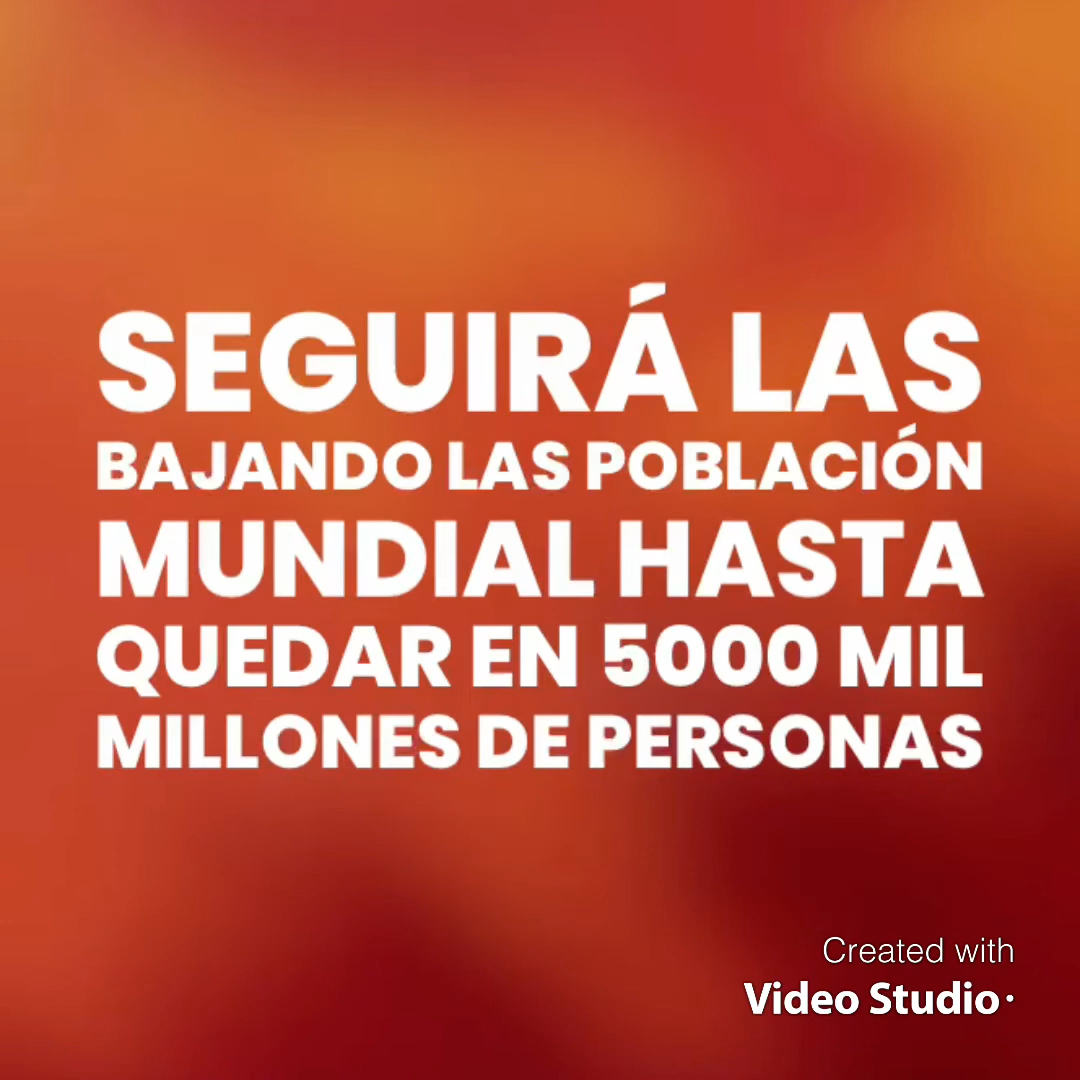 SEGUIRÁ LAS
BAJANDO LAS POBLACIÓN
MUNDIAL HASTA
QUEDAR EN 5000 MIL
MILLONES DE PERSONAS
Created with
Video Studio·